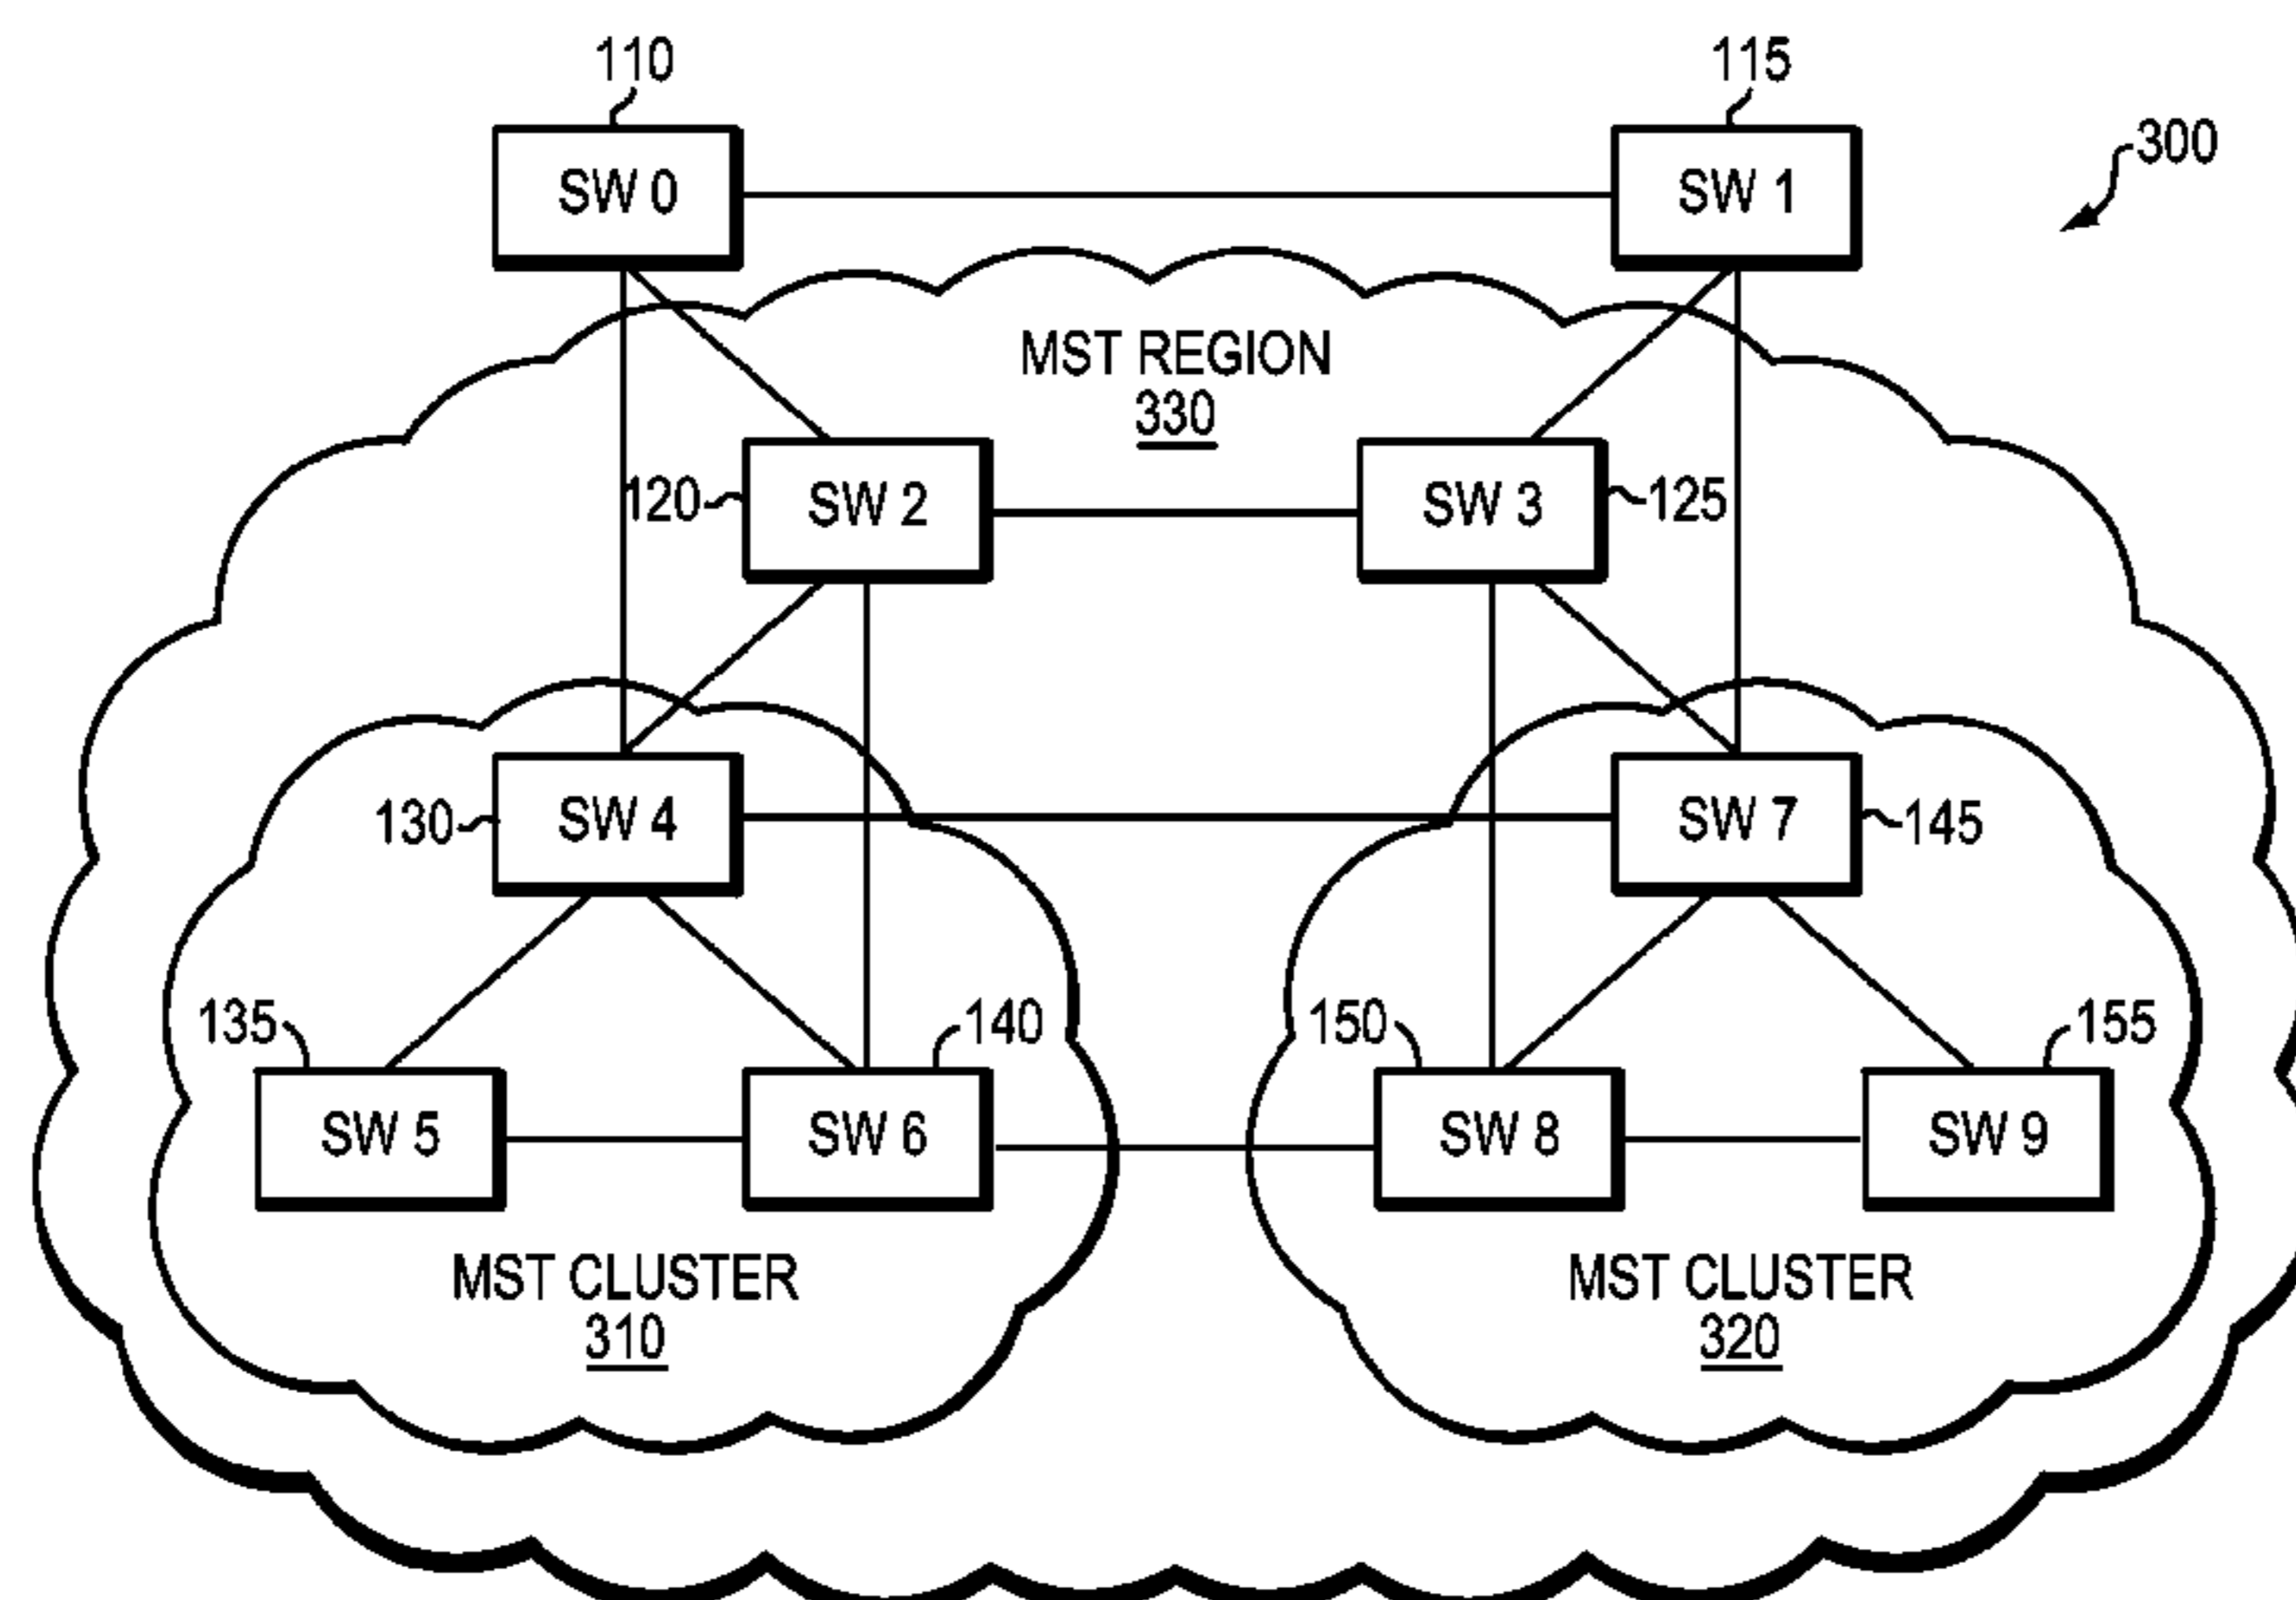 110
115
SW 0
SW 1
300
MST REGION
330
120
SW 2
SW 3
125
130
SW 4
SW 7
145
135
140
150
155
SW 5
SW 6
SW 8
SW 9
MST CLUSTER
310
MST CLUSTER
320